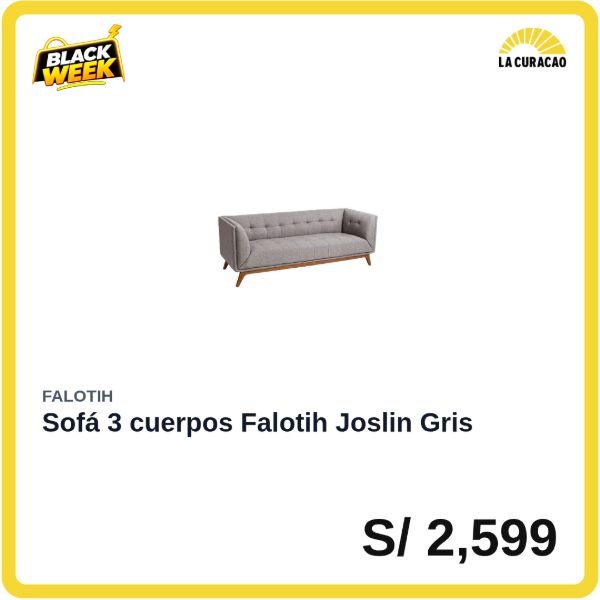 BLACK
WEEK
LA CURACAO
FALOTIH
Sofá 3 cuerpos Falotih Joslin Gris
S/ 2,599